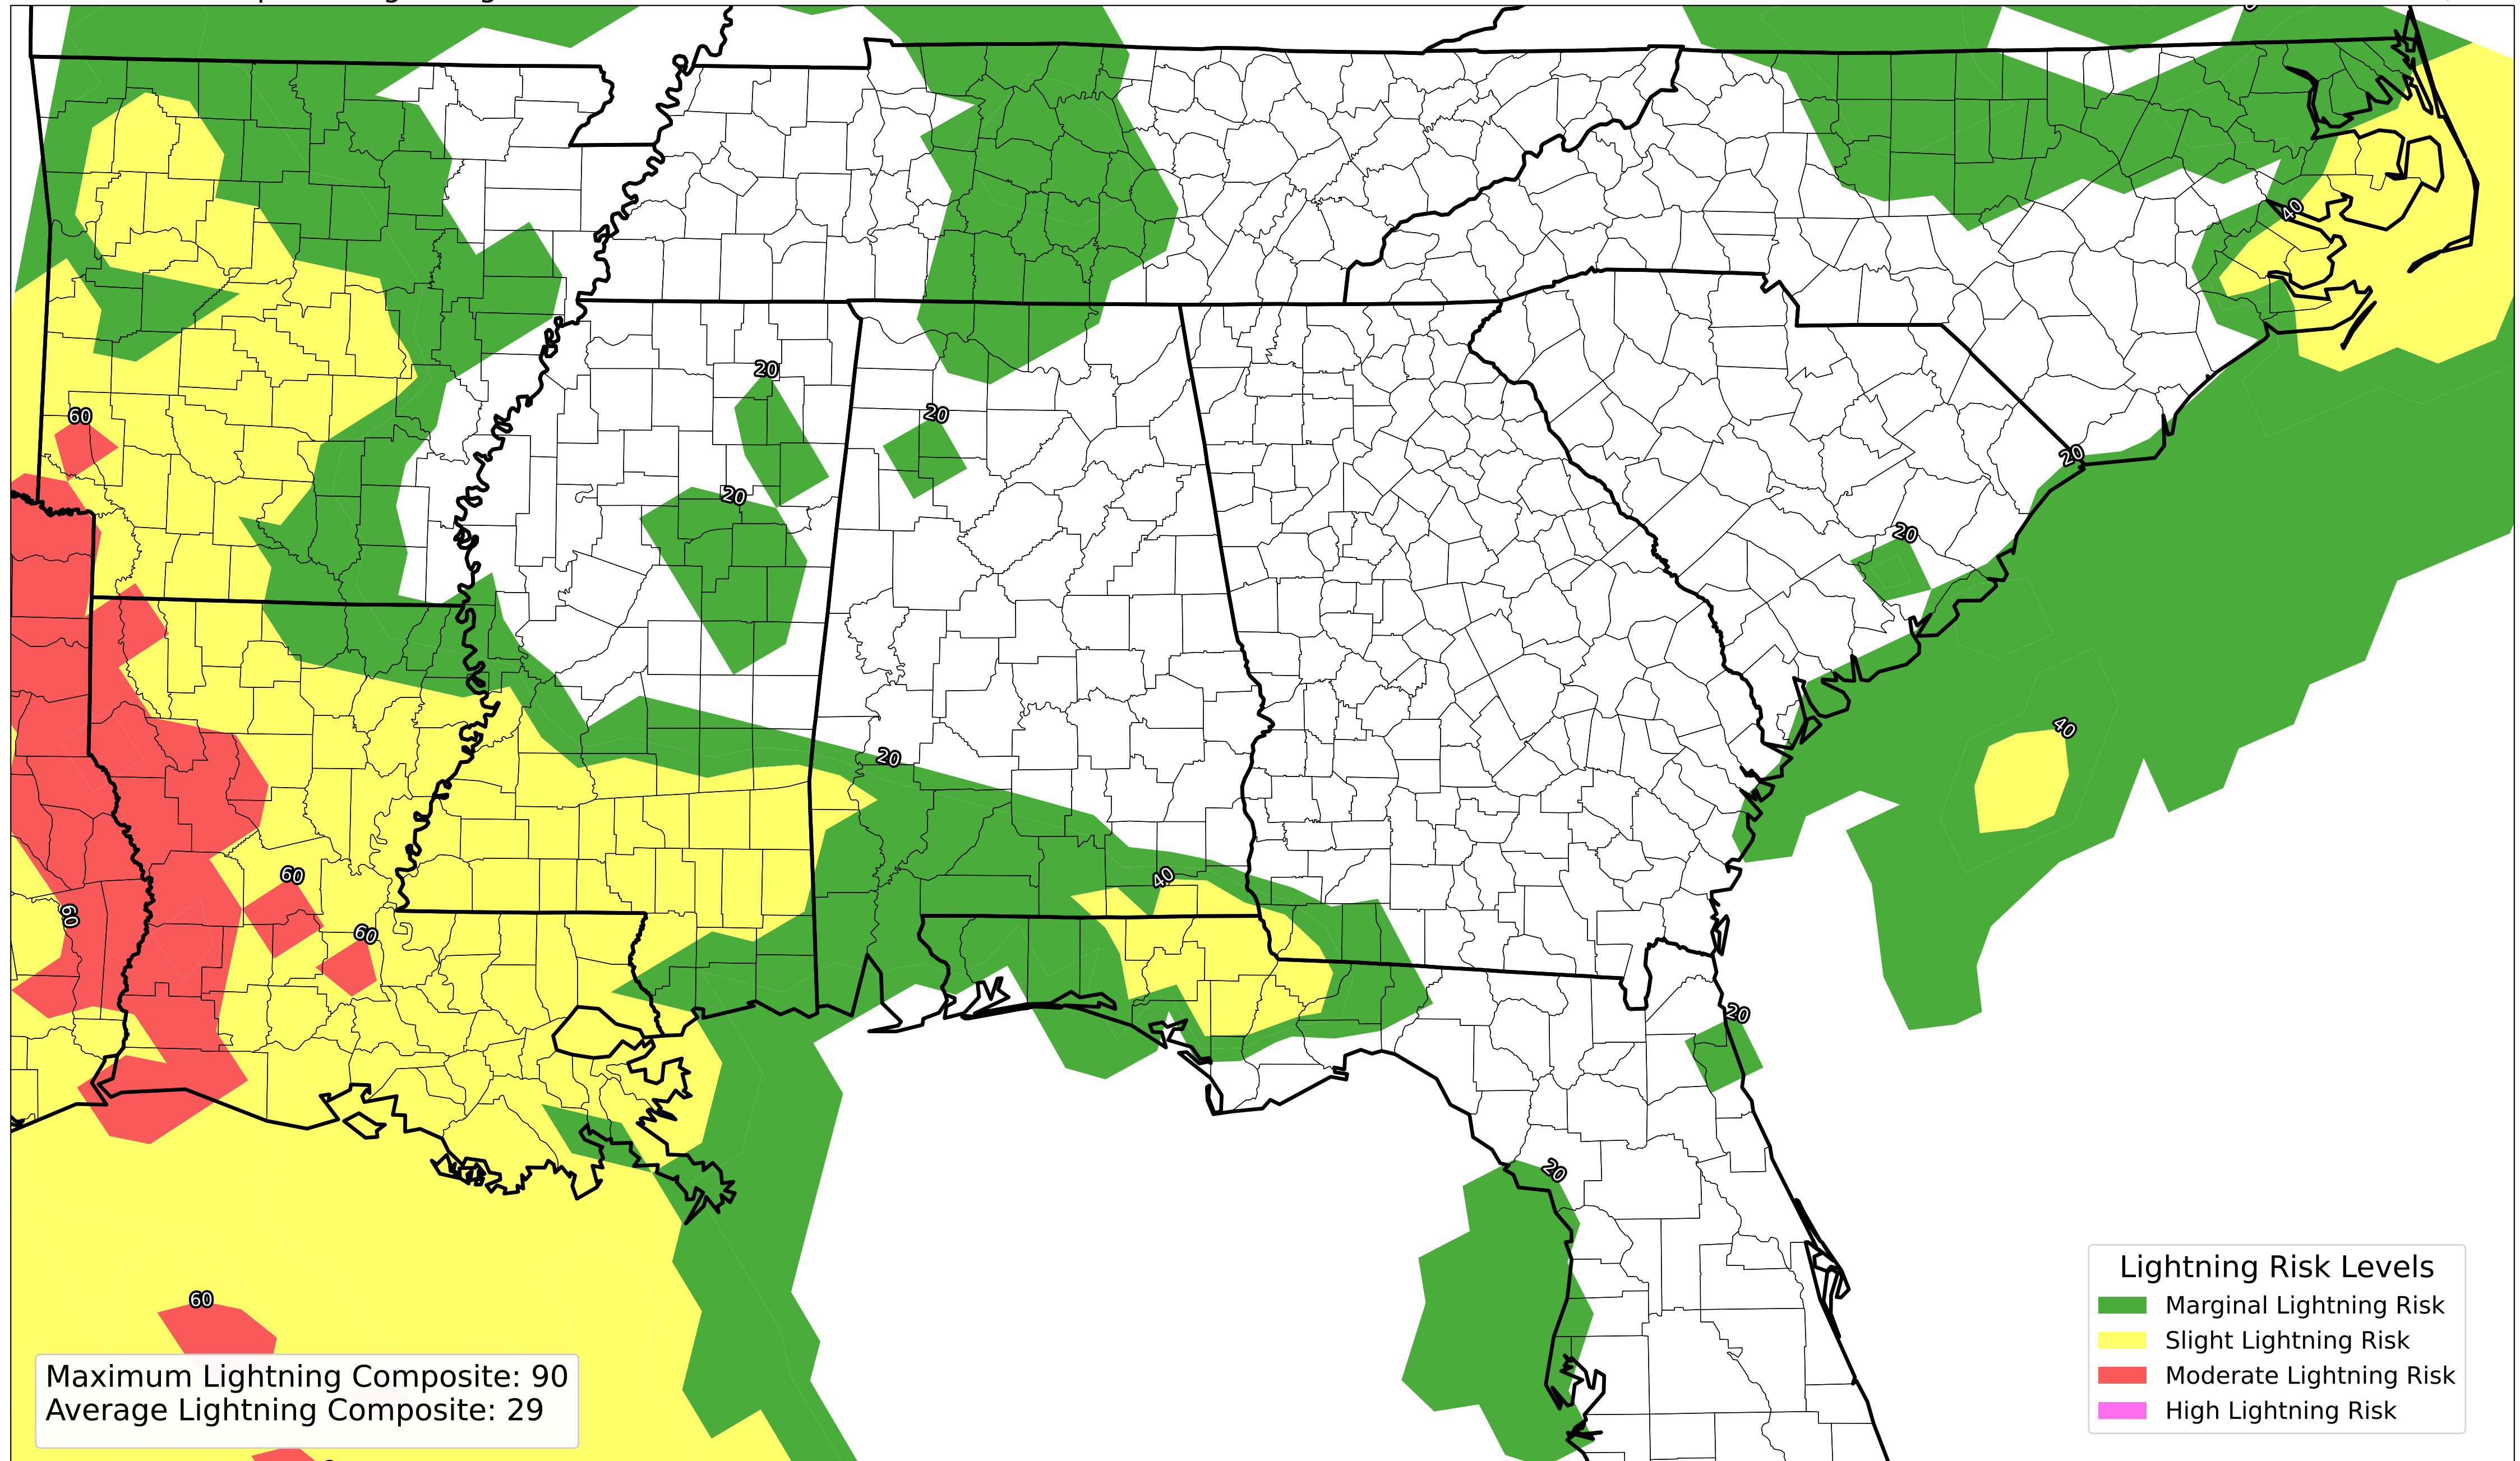 20
20
60
20
40
20
20
20
40
40
60
60
60
20
20
60
Lightning Risk Levels
Marginal Lightning Risk
Slight Lightning Risk
Moderate Lightning Risk
High Lightning Risk
Maximum Lightning Composite: 90
Average Lightning Composite: 29